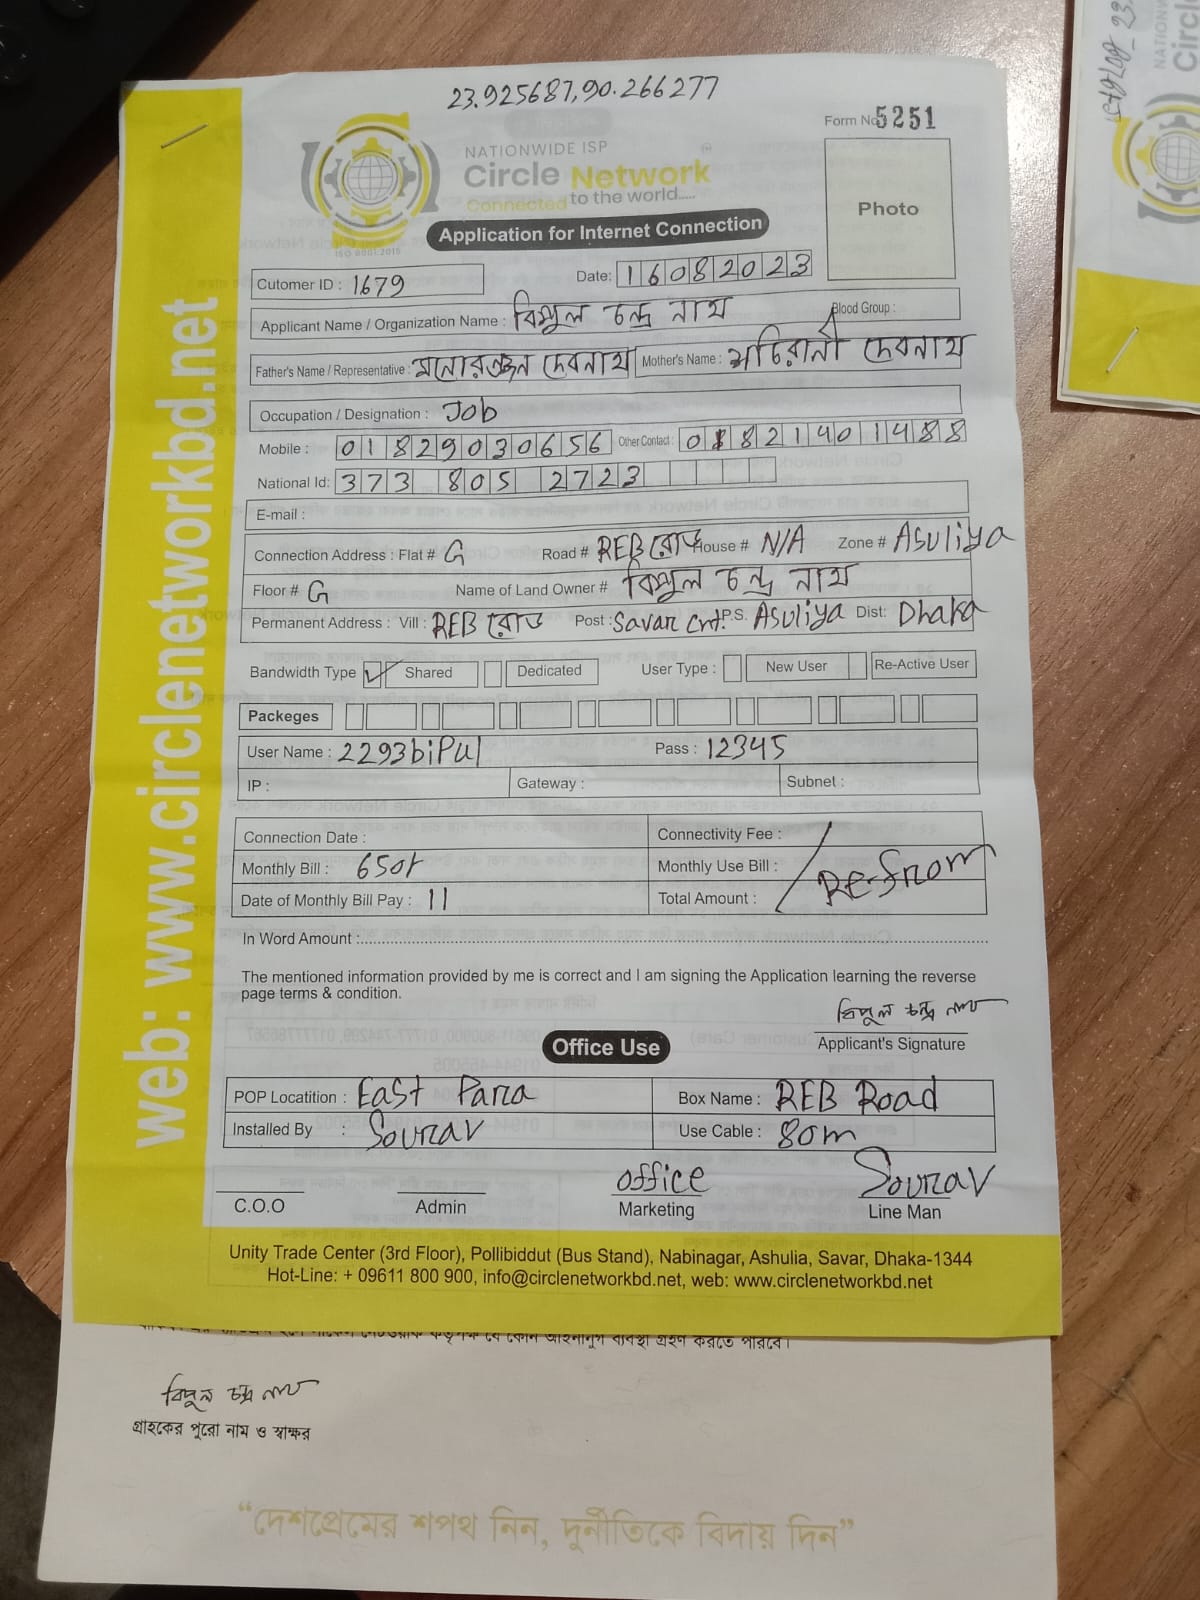 23.925687,90.266277
Form No 5251
NATIONWIDE ISP
Circle Network
Connected to the world.....
ISO 9001:2015
Application for Internet Connection
Photo
Cutomer ID : 1679 Date: 16082023
Applicant Name / Organization Name : বিপুল চন্দ্র নাথ Blood Group :
Father's Name / Representative : মনোরঞ্জন দেবনাথ Mother's Name : দেবনাথ
Occupation / Designation : Job
Mobile : 01829030656 Other Contact : 01821401488
National Id: 373 805 2723
E-mail :
Connection Address : Flat # G Road # REB রোড House # N/A Zone # Asuliya
Floor # G Name of Land Owner # বিপুল চন্দ্র নাথ
Permanent Address : Vill : REB রোড Post : Savar Cnt. P.S. Asuliya Dist: Dhaka
Bandwidth Type Shared Dedicated User Type : New User Re-Active User
Packeges
User Name : 2293bipul Pass : 12345
IP : Gateway : Subnet :
Connection Date : Connectivity Fee :
Monthly Bill : 650৳ Monthly Use Bill : Re-from
Date of Monthly Bill Pay : 11 Total Amount :
In Word Amount :
The mentioned information provided by me is correct and I am signing the Application learning the reverse
page terms & condition.
বিপুল চন্দ্র নাথ
Applicant's Signature
Office Use
POP Locatition : East Para Box Name : REB Road
Installed By : Sourav Use Cable : 80m
office Sourav
C.O.O Admin Marketing Line Man
Unity Trade Center (3rd Floor), Pollibiddut (Bus Stand), Nabinagar, Ashulia, Savar, Dhaka-1344
Hot-Line: + 09611 800 900, info@circlenetworkbd.net, web: www.circlenetworkbd.net
web: www.circlenetworkbd.net
যে কোন আইনানুগ ব্যবস্থা গ্রহণ করতে পারবে।
বিপুল চন্দ্র নাথ
গ্রাহকের পুরো নাম ও স্বাক্ষর
“দেশপ্রেমের শপথ নিন, দুর্নীতিকে বিদায় দিন”